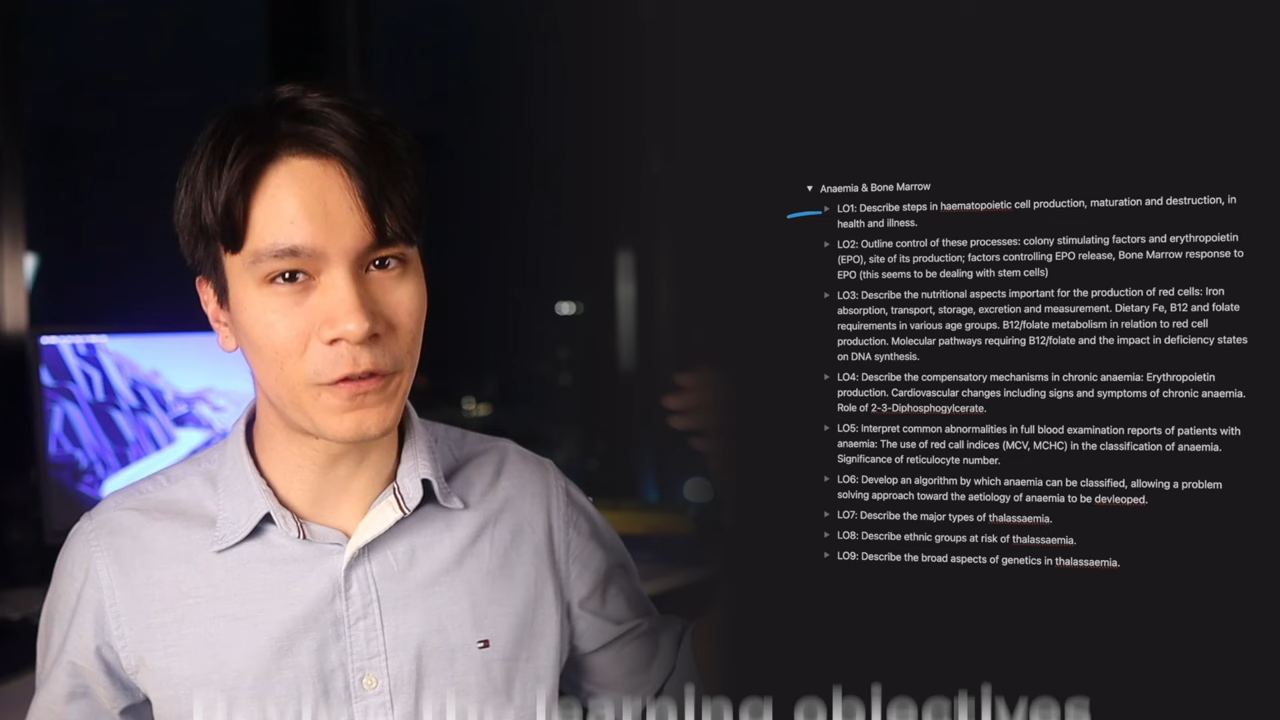 Anaemia & Bone Marrow
LO1: Describe steps in haematopoietic cell production, maturation and destruction, in
health and illness.
LO2: Outline control of these processes: colony stimulating factors and erythropoietin
(EPO), site of its production; factors controlling EPO release, Bone Marrow response to
EPO (this seems to be dealing with stem cells)
LO3: Describe the nutritional aspects important for the production of red cells: Iron
absorption, transport, storage, excretion and measurement. Dietary Fe, B12 and folate
requirements in various age groups. B12/folate metabolism in relation to red cell
production. Molecular pathways requiring B12/folate and the impact in deficiency states
on DNA synthesis.
LO4: Describe the compensatory mechanisms in chronic anaemia: Erythropoietin
production. Cardiovascular changes including signs and symptoms of chronic anaemia.
Role of 2-3-Diphosphogylcerate.
LO5: Interpret common abnormalities in full blood examination reports of patients with
anaemia: The use of red call indices (MCV, MCHC) in the classification of anaemia.
Significance of reticulocyte number.
LO6: Develop an algorithm by which anaemia can be classified, allowing a problem
solving approach toward the aetiology of anaemia to be devleoped.
LO7: Describe the major types of thalassaemia.
LO8: Describe ethnic groups at risk of thalassaemia.
LO9: Describe the broad aspects of genetics in thalassaemia.
the learning objectives